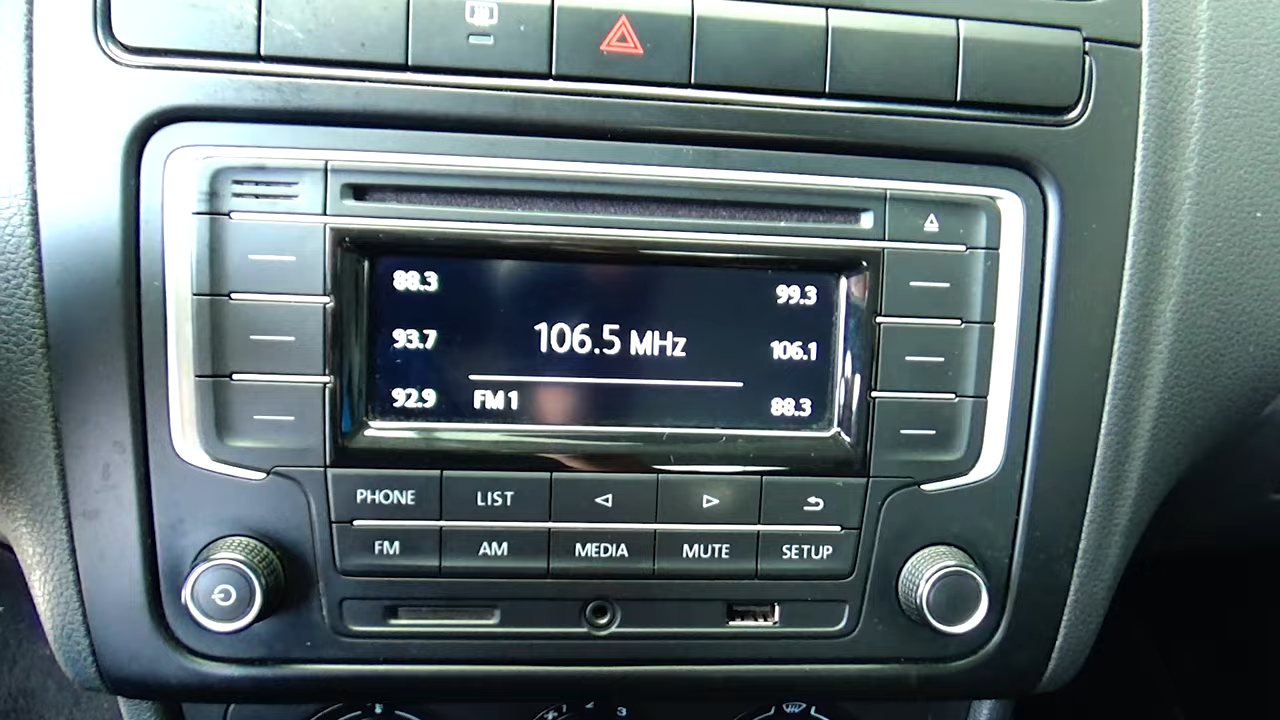 88.3
99.3
93.7
106.5 MHz
106.1
92.9
FM 1
88.3
PHONE
LIST
FM
AM
MEDIA
MUTE
SETUP
3